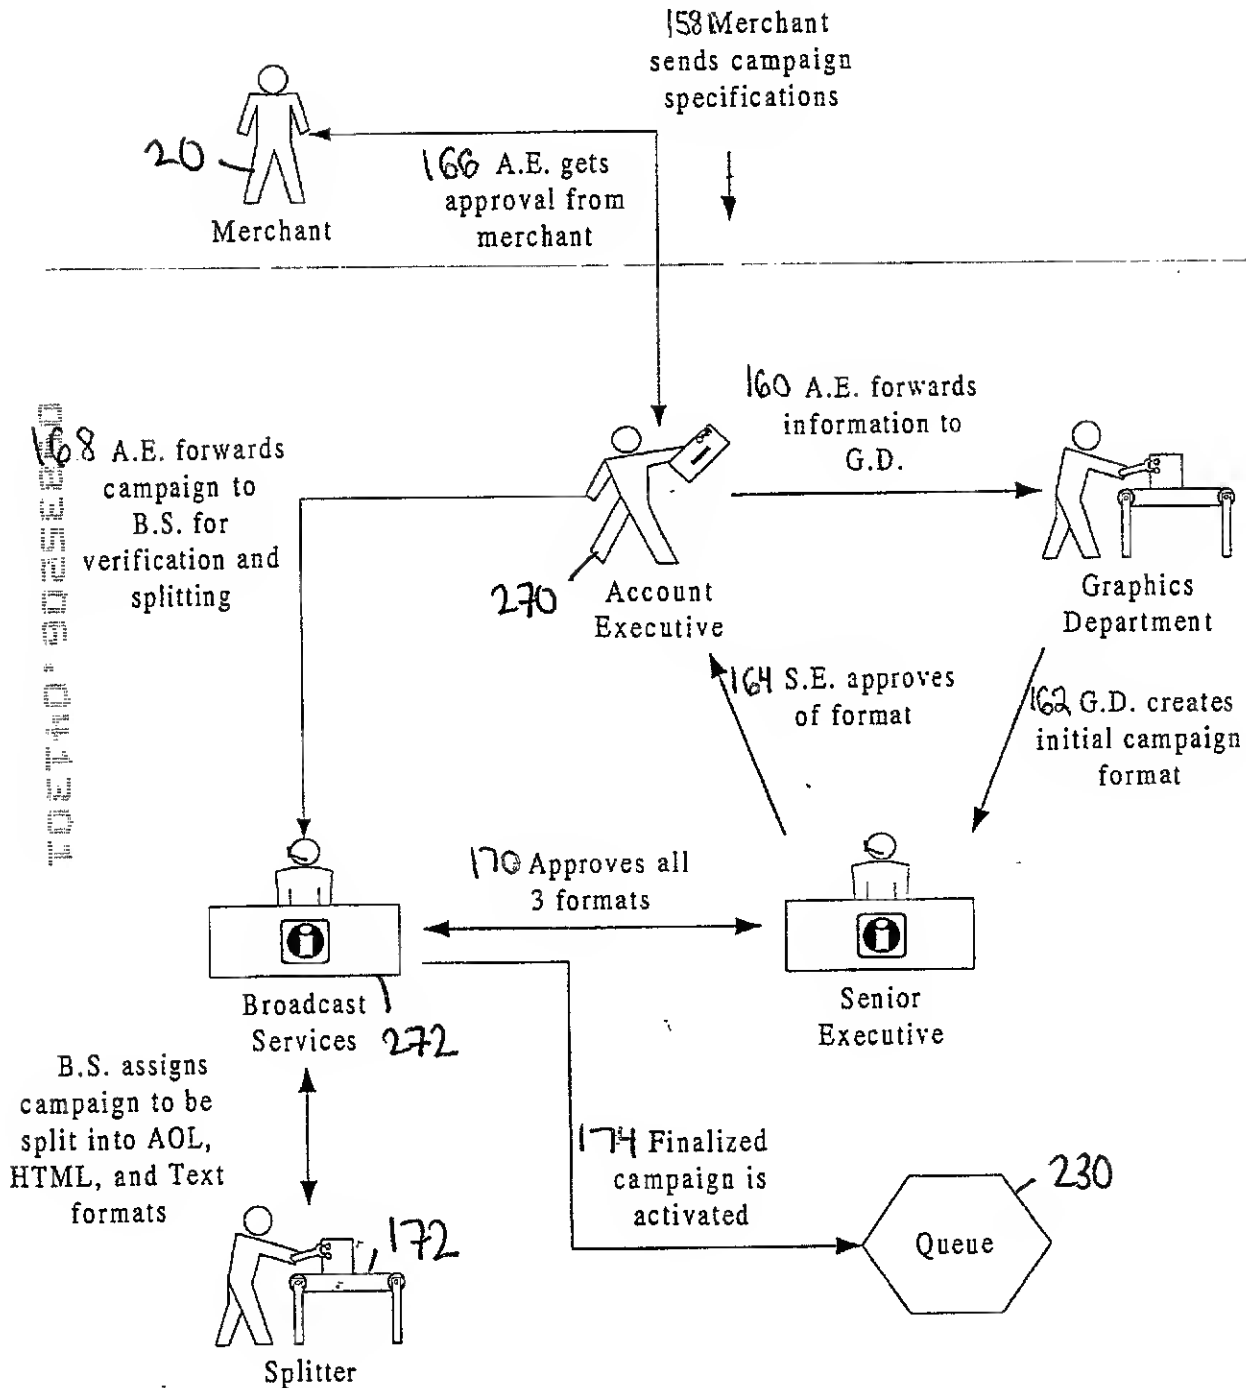 158 Merchant
sends campaign
specifications
20
Merchant
166 A.E. gets
approval from
merchant
168 A.E. forwards
campaign to
B.S. for
verification and
splitting
270
Account
Executive
160 A.E. forwards
information to
G.D.
Graphics
Department
164 S.E. approves
of format
162 G.D. creates
initial campaign
format
170 Approves all
3 formats
Broadcast
Services
272
Senior
Executive
B.S. assigns
campaign to be
split into AOL,
HTML, and Text
formats
172
Splitter
174 Finalized
campaign is
activated
230
Queue